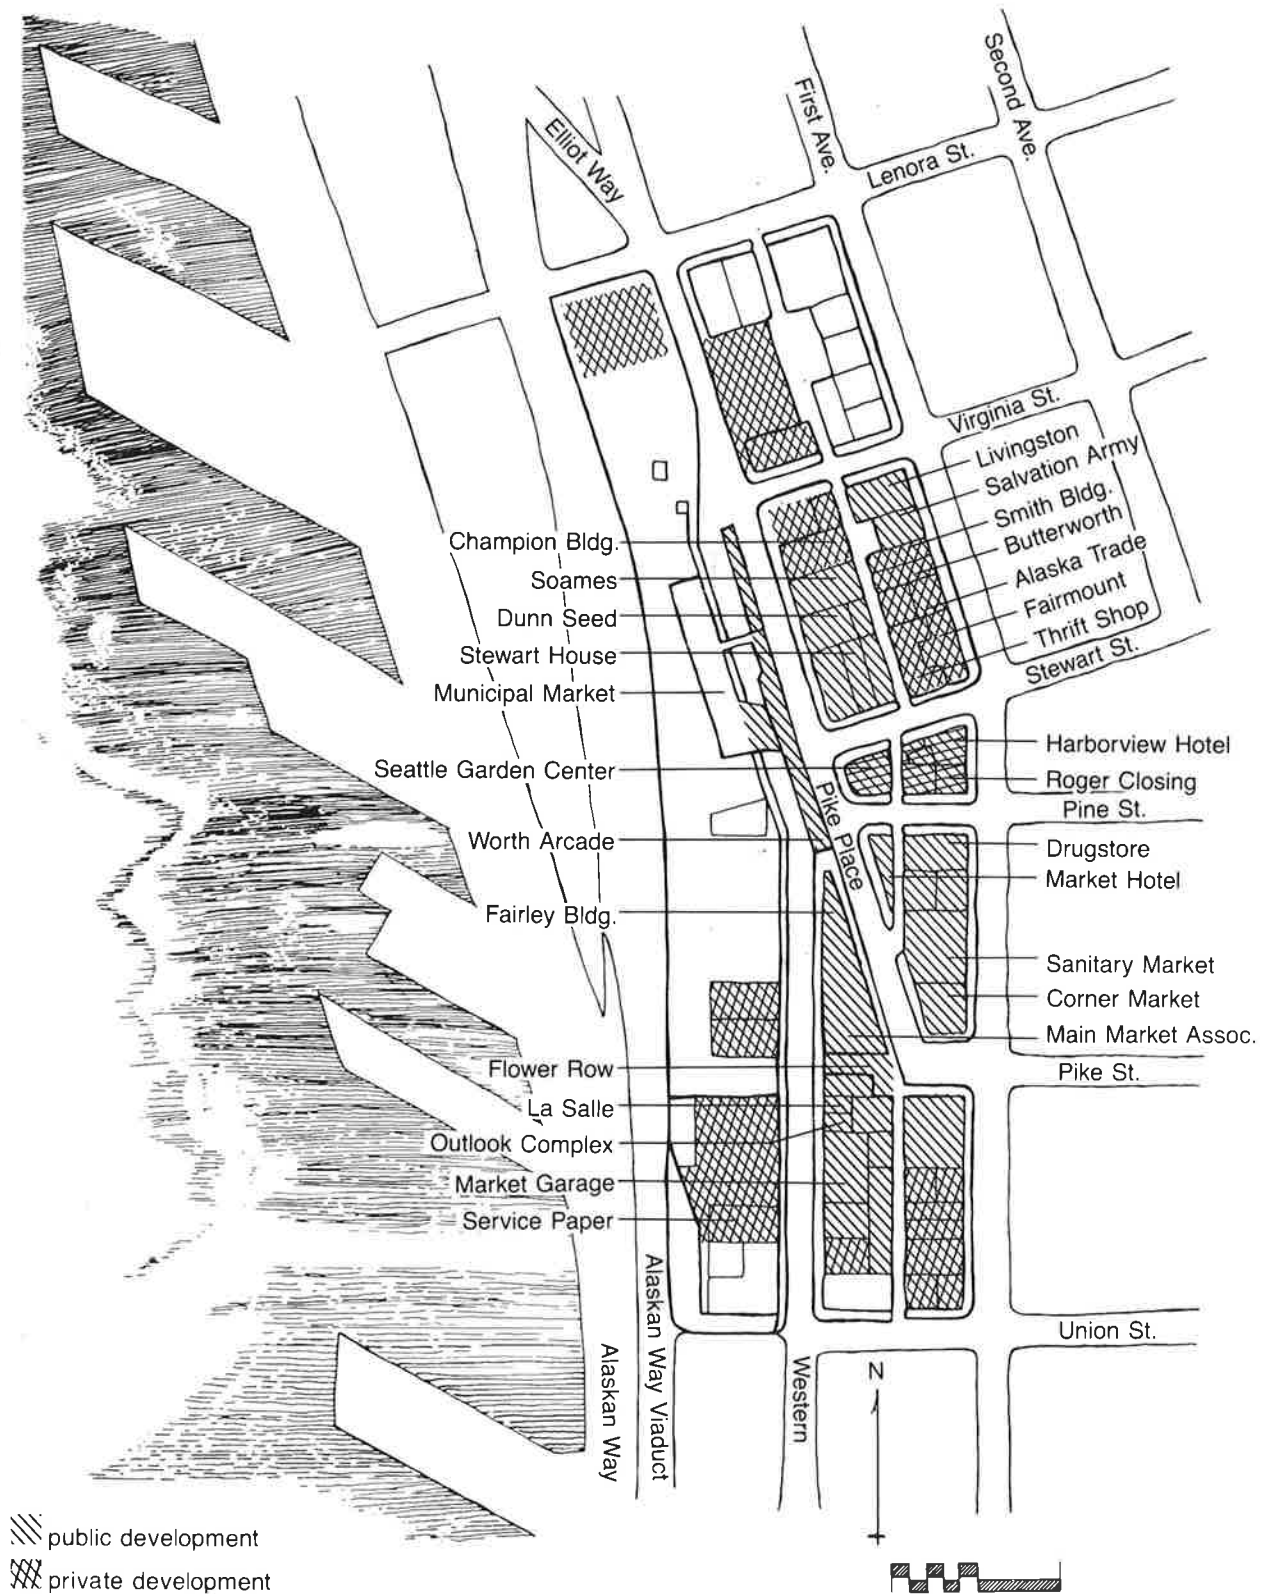 Elliot Way
First Ave.
Second Ave.
Lenora St.
Virginia St.
Livingston
Salvation Army
Smith Bldg.
Butterworth
Alaska Trade
Fairmount
Thrift Shop
Stewart St.
Champion Bldg.
Soames
Dunn Seed
Stewart House
Municipal Market
Seattle Garden Center
Worth Arcade
Fairley Bldg.
Pike Place
Harborview Hotel
Roger Closing
Pine St.
Drugstore
Market Hotel
Sanitary Market
Corner Market
Main Market Assoc.
Pike St.
Flower Row
La Salle
Outlook Complex
Market Garage
Service Paper
Union St.
Alaskan Way
Alaskan Way Viaduct
Western
N
public development
private development